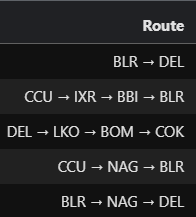 Route
BLR → DEL
CCU → IXR → BBI → BLR
DEL → LKO → BOM → COK
CCU → NAG → BLR
BLR → NAG → DEL